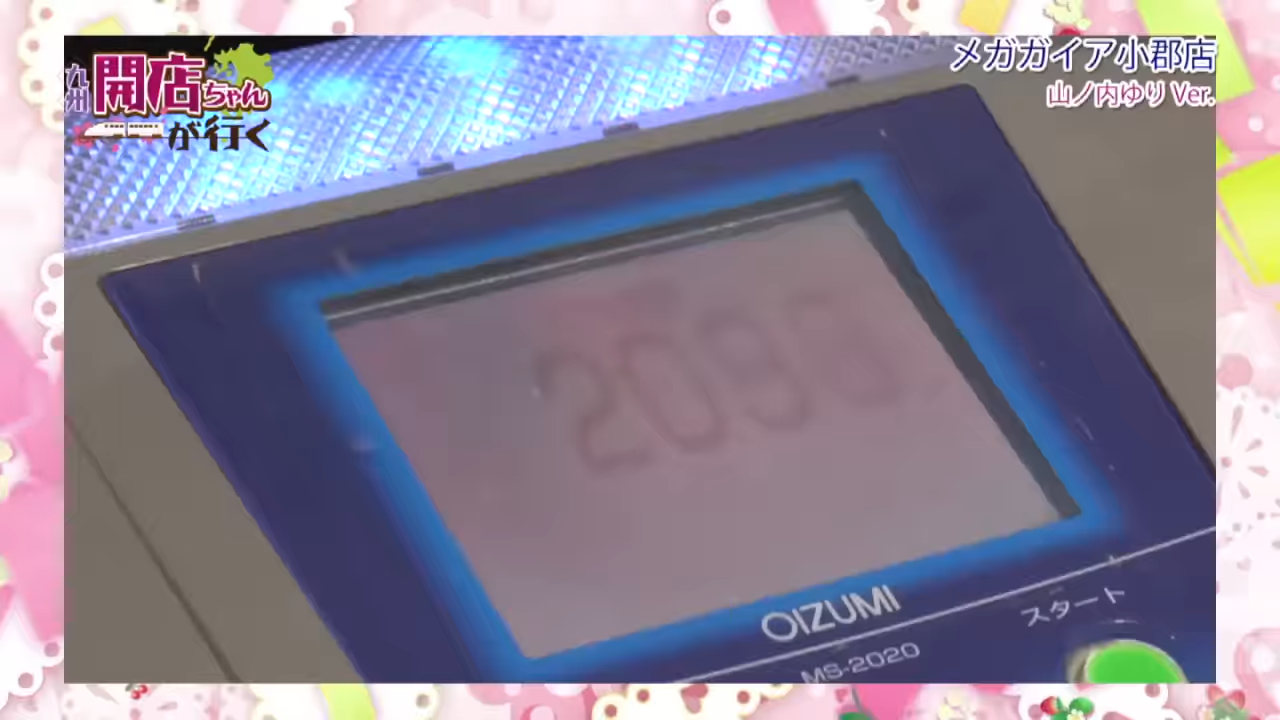 九州
開店ちゃん
が行く
メガガイア小郡店
山ノ内ゆり Ver.
OIZUMI
スタート
MS-2020